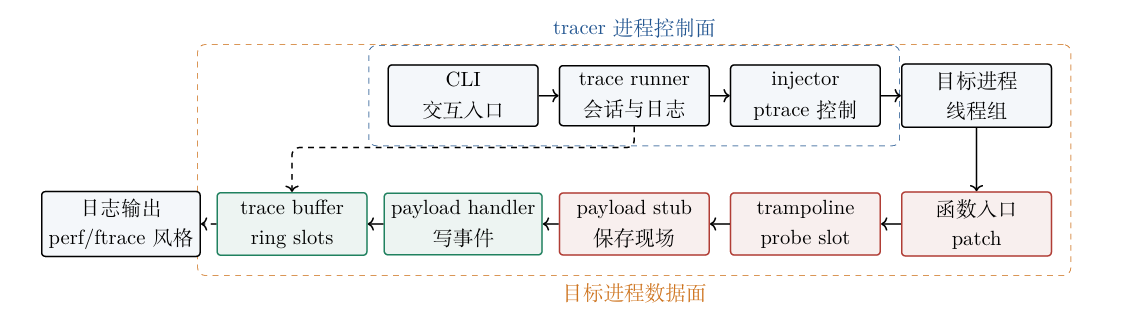 tracer 进程控制面
CLI
交互入口
trace runner
会话与日志
injector
ptrace 控制
目标进程
线程组
日志输出
perf/ftrace 风格
trace buffer
ring slots
payload handler
写事件
payload stub
保存现场
trampoline
probe slot
函数入口
patch
目标进程数据面